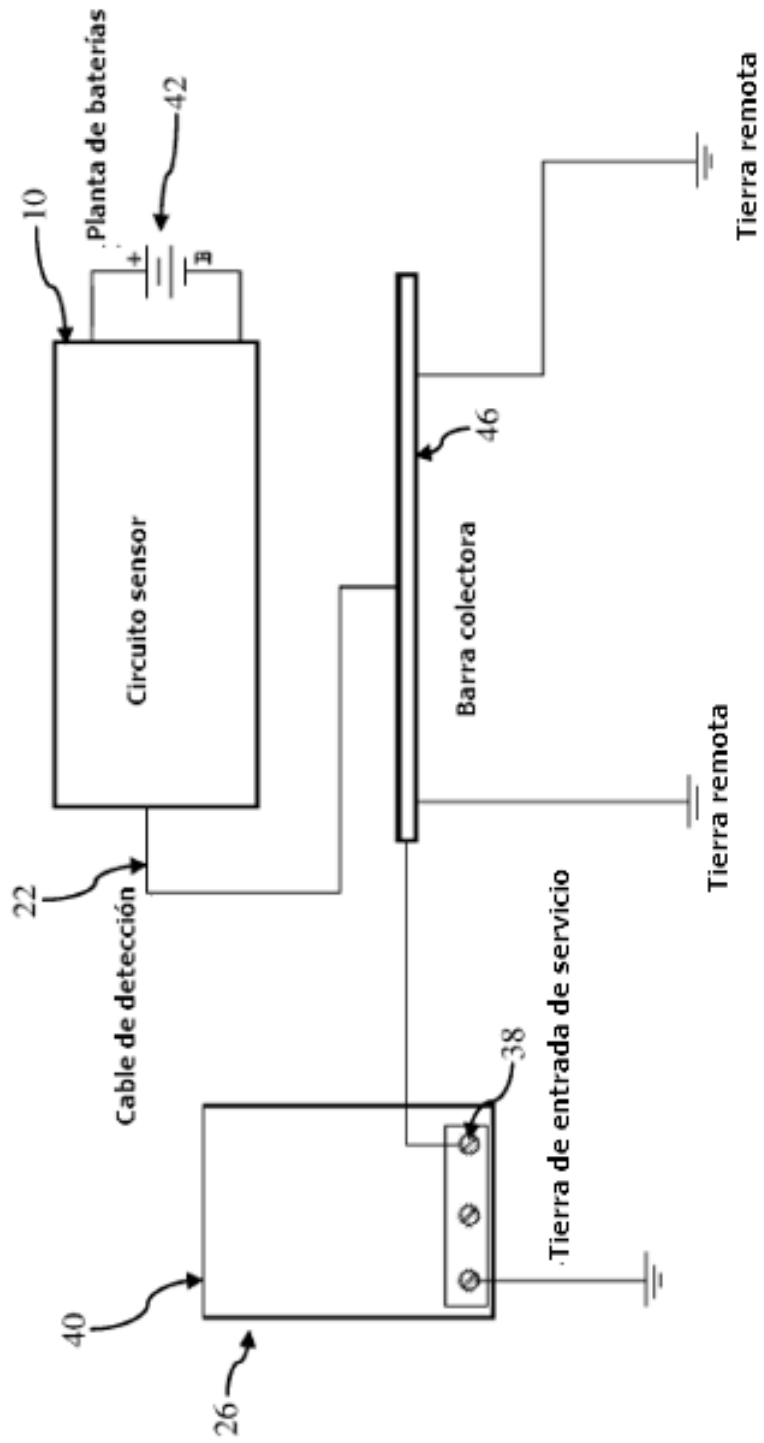 10
Planta de baterías
42
+
22
Cable de detección
Circuito sensor
40
26
46
Barra colectora
38
Tierra de entrada de servicio
Tierra remota
Tierra remota